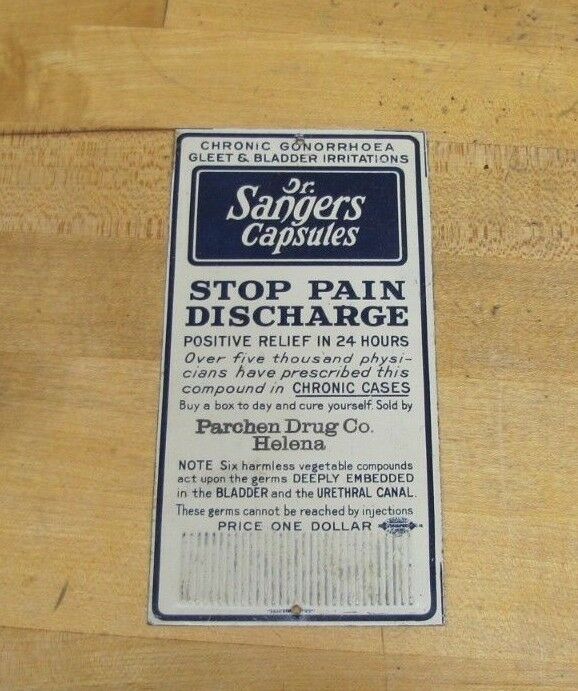 CHRONIC GONORRHOEA
GLEET & BLADDER IRRITATIONS
Dr.
Sangers
Capsules
STOP PAIN
DISCHARGE
POSITIVE RELIEF IN 24 HOURS
Over five thousand physi-
cians have prescribed this
compound in CHRONIC CASES
Buy a box to day and cure yourself. Sold by
Parchen Drug Co.
Helena
NOTE Six harmless vegetable compounds
act upon the germs DEEPLY EMBEDDED
in the BLADDER and the URETHRAL CANAL.
These germs cannot be reached by injections
PRICE ONE DOLLAR